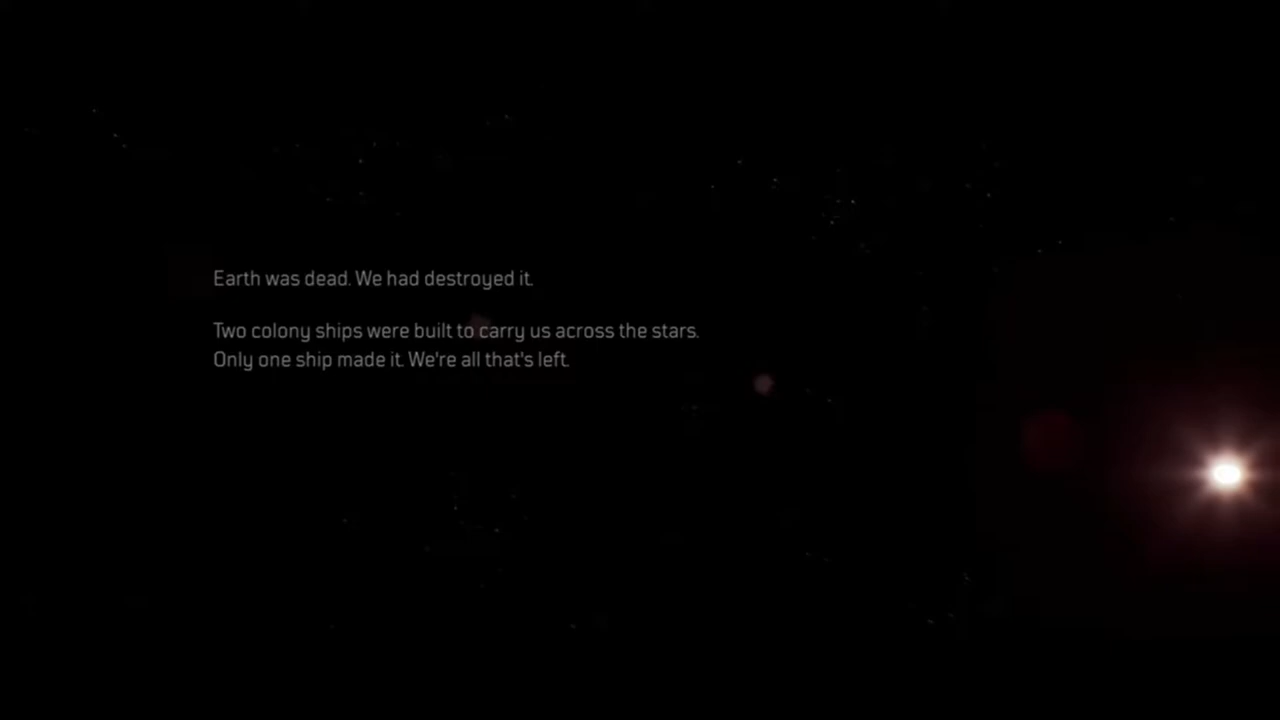 Earth was dead. We had destroyed it.
Two colony ships were built to carry us across the stars.
Only one ship made it. We're all that's left.